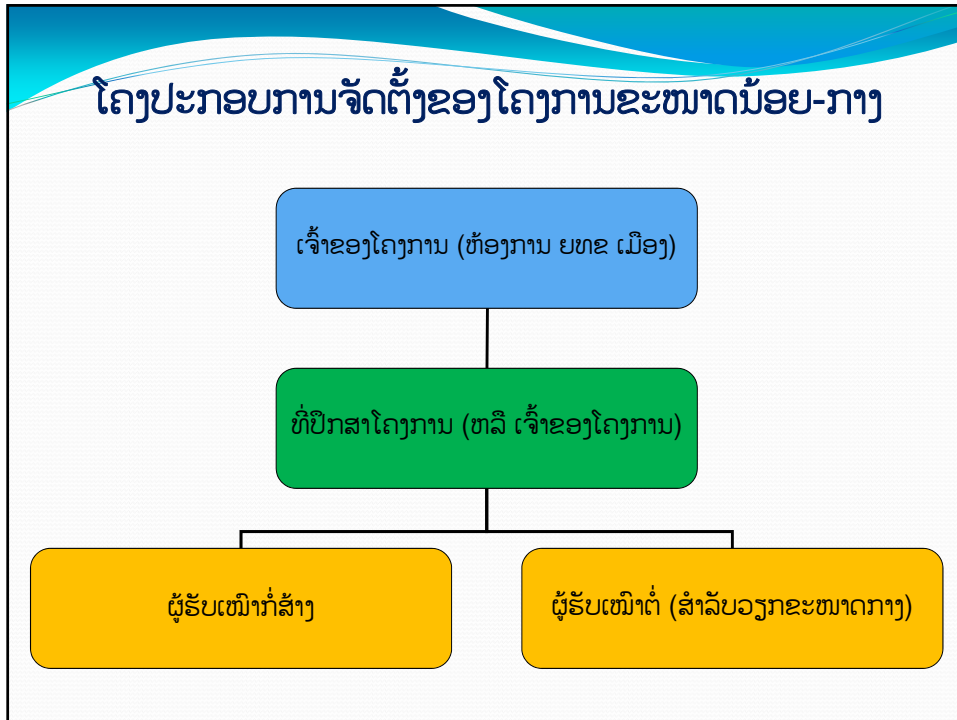 ໂຄງປະກອບການຈັດຕັ້ງຂອງໂຄງການຂະໜາດນ້ອຍ-ກາງ
ເຈົ້າຂອງໂຄງການ (ຫ້ອງການ ຍທຂ ເມືອງ)
ທີ່ປຶກສາໂຄງການ (ຫລື ເຈົ້າຂອງໂຄງການ)
ຜູ້ຮັບເໝົາກໍ່ສ້າງ
ຜູ້ຮັບເໝົາຕໍ່ (ສຳລັບວຽກຂະໜາດກາງ)